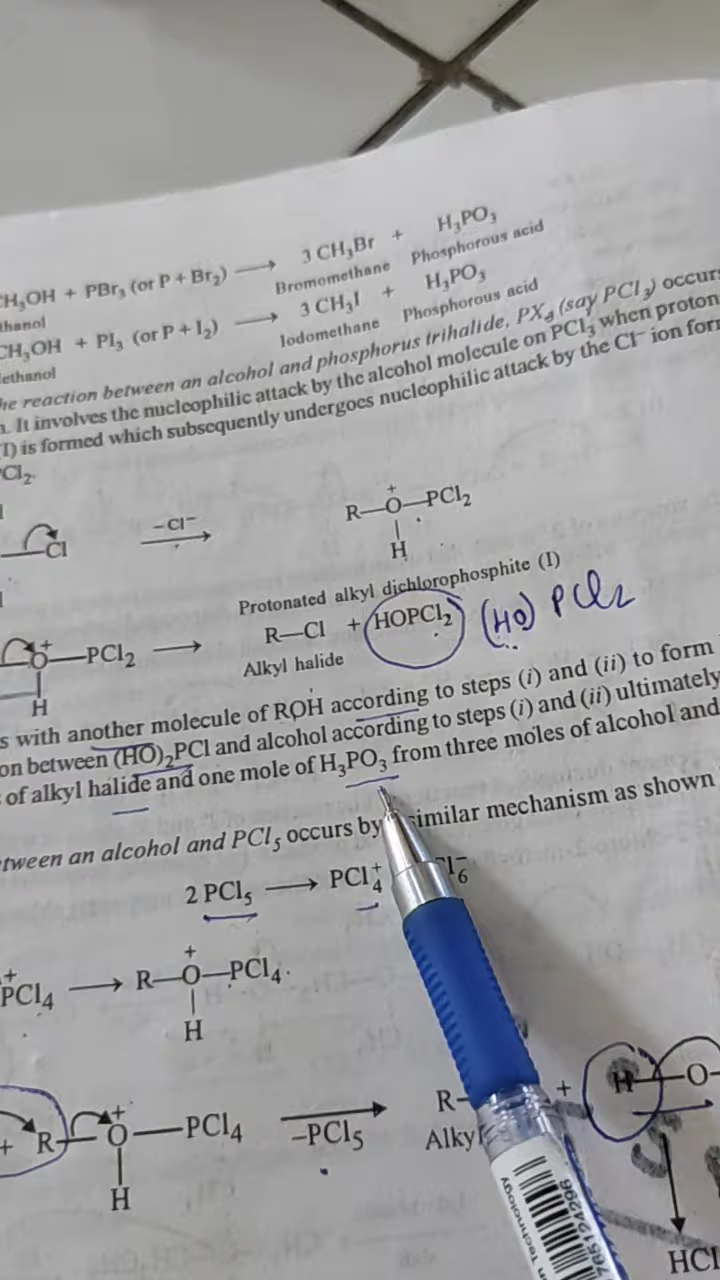 CH₃OH + PBr₃ (or P + Br₂) ⟶ 3 CH₃Br + H₃PO₃
thanol Bromomethane Phosphorous acid
CH₃OH + PI₃ (or P + I₂) ⟶ 3 CH₃I + H₃PO₃
ethanol Iodomethane Phosphorous acid
he reaction between an alcohol and phosphorus trihalide, PX₃ (say PCl₃) occurs
n. It involves the nucleophilic attack by the alcohol molecule on PCl₃ when proton
(I) is formed which subsequently undergoes nucleophilic attack by the Cl⁻ ion for
PCl₂.
Cl —Cl⁻ R—O⁺—PCl₂
H
Protonated alkyl dichlorophosphite (I)
O⁺—PCl₂ ⟶ R—Cl + HOPCl₂ (HO) PCl₂
H Alkyl halide
s with another molecule of ROH according to steps (i) and (ii) to form
on between (HO)₂PCl and alcohol according to steps (i) and (ii) ultimately
of alkyl halide and one mole of H₃PO₃ from three moles of alcohol and
tween an alcohol and PCl₅ occurs by similar mechanism as shown
2 PCl₅ ⟶ PCl₄⁺ l₆⁻
P⁺Cl₄ ⟶ R—O⁺—PCl₄.
H
+ R—O⁺—PCl₄ —PCl₅ R— + H—O—
H Alky
HCl
n Technology